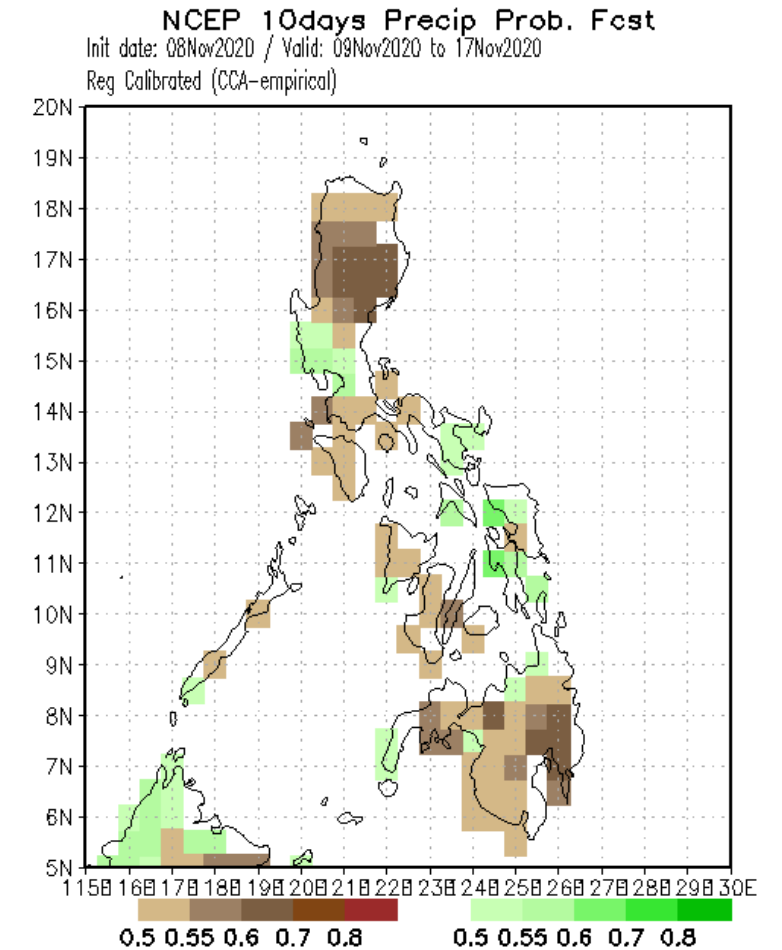 NCEP 10days Precip Prob. Fcst
Init date: 08Nov2020 / Valid: 09Nov2020 to 17Nov2020
Reg Calibrated (CCA-empirical)
20N
19N
18N
17N
16N
15N
14N
13N
12N
11N
10N
9N
8N
7N
6N
5N
115E 116E 117E 118E 119E 120E 121E 122E 123E 124E 125E 126E 127E 128E 129E 130E
0.5 0.55 0.6 0.7 0.8 0.5 0.55 0.6 0.7 0.8